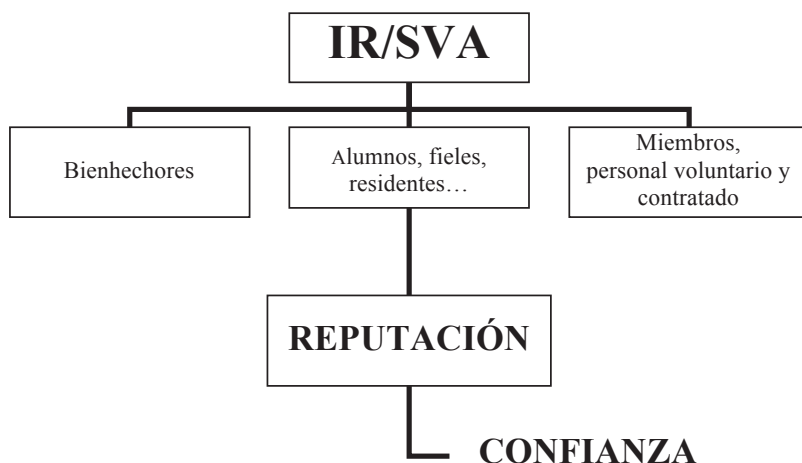 IR/SVA
Bienhechores
Alumnos, fieles,
residentes…
Miembros,
personal voluntario y
contratado
REPUTACIÓN
CONFIANZA